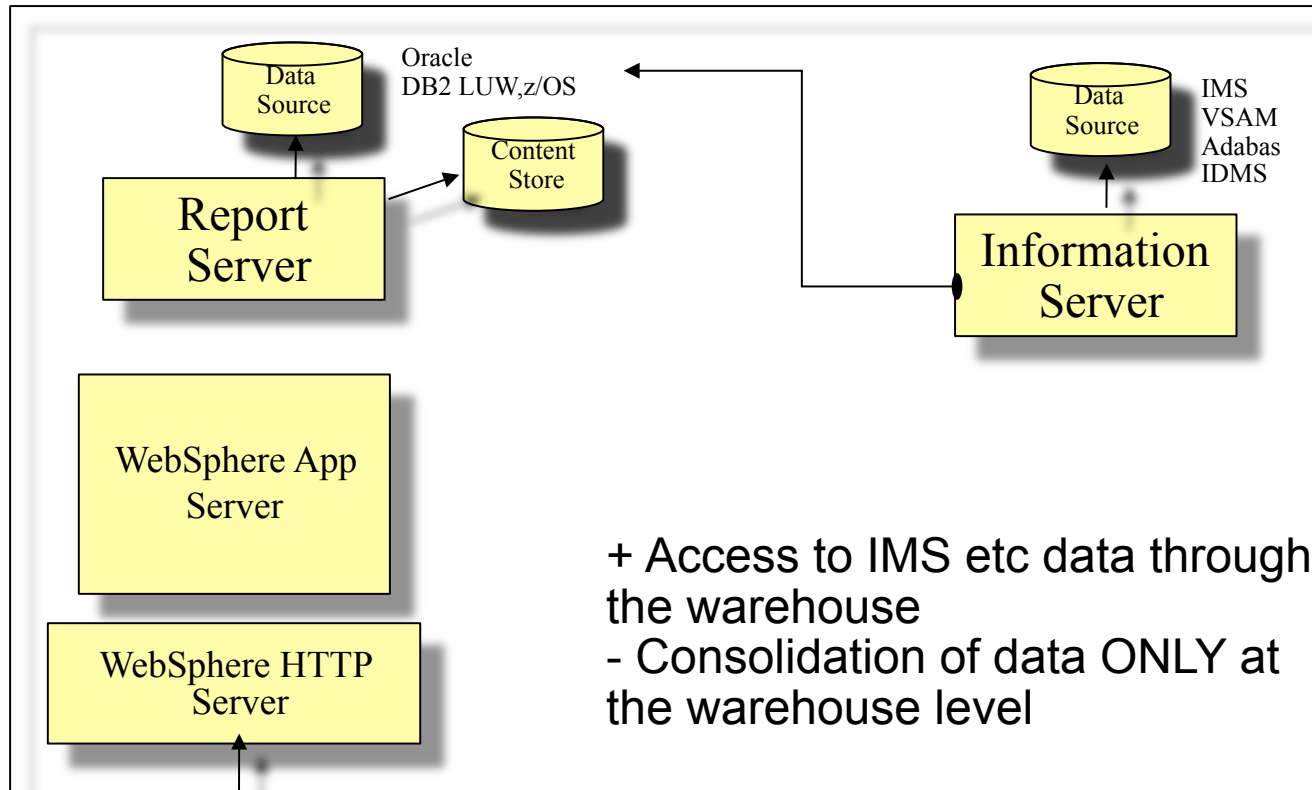 Data
Source
Oracle
DB2 LUW,z/OS
Content
Store
Data
Source
IMS
VSAM
Adabas
IDMS
Report
Server
Information
Server
WebSphere App
Server
+ Access to IMS etc data through
the warehouse
- Consolidation of data ONLY at
the warehouse level
WebSphere HTTP
Server